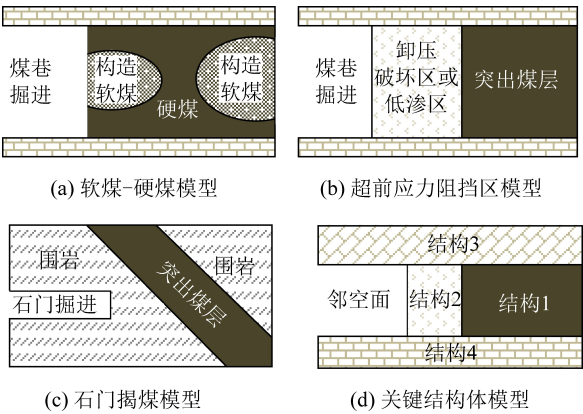 煤巷
掘进
构造
软煤
硬煤
构造
软煤
(a) 软煤-硬煤模型
煤巷
掘进
卸压
破坏区或
低渗区
突出煤层
(b) 超前应力阻挡区模型
围岩
石门掘进
突出煤层
围岩
(c) 石门揭煤模型
结构3
邻空面
结构2
结构1
结构4
(d) 关键结构体模型